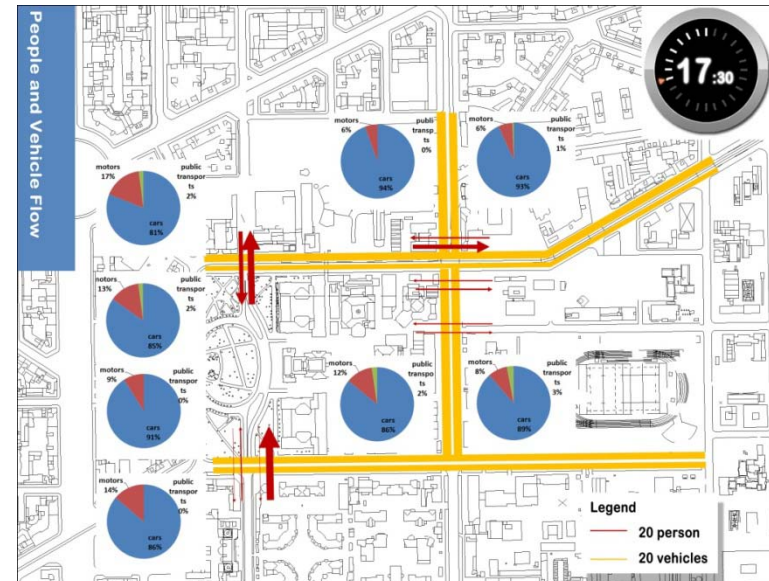 People and Vehicle Flow
17:30
motors
6%
public
transp
orts
0%
cars
94%
motors
6%
public
transpor
ts
1%
cars
93%
motors
17%
public
transpor
ts
2%
cars
81%
motors
13%
public
transpor
ts
2%
cars
85%
motors
9%
public
transpor
ts
0%
cars
91%
motors
14%
public
transpor
ts
0%
cars
86%
motors
12%
public
transpor
ts
2%
cars
86%
motors
8%
public
transpor
ts
3%
cars
89%
Legend
20 person
20 vehicles